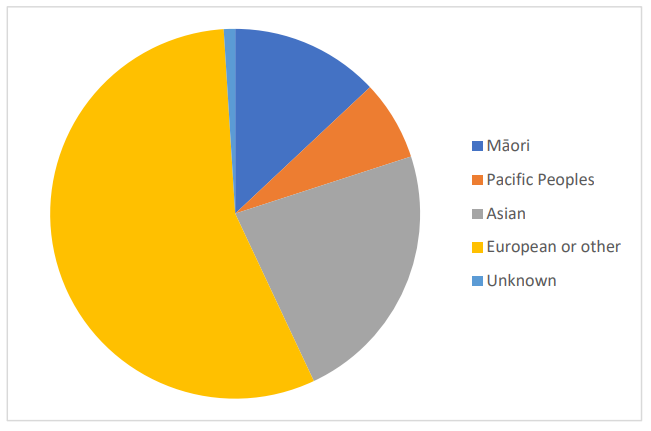 Māori
Pacific Peoples
Asian
European or other
Unknown